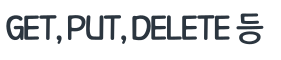 GET, PUT, DELETE 등